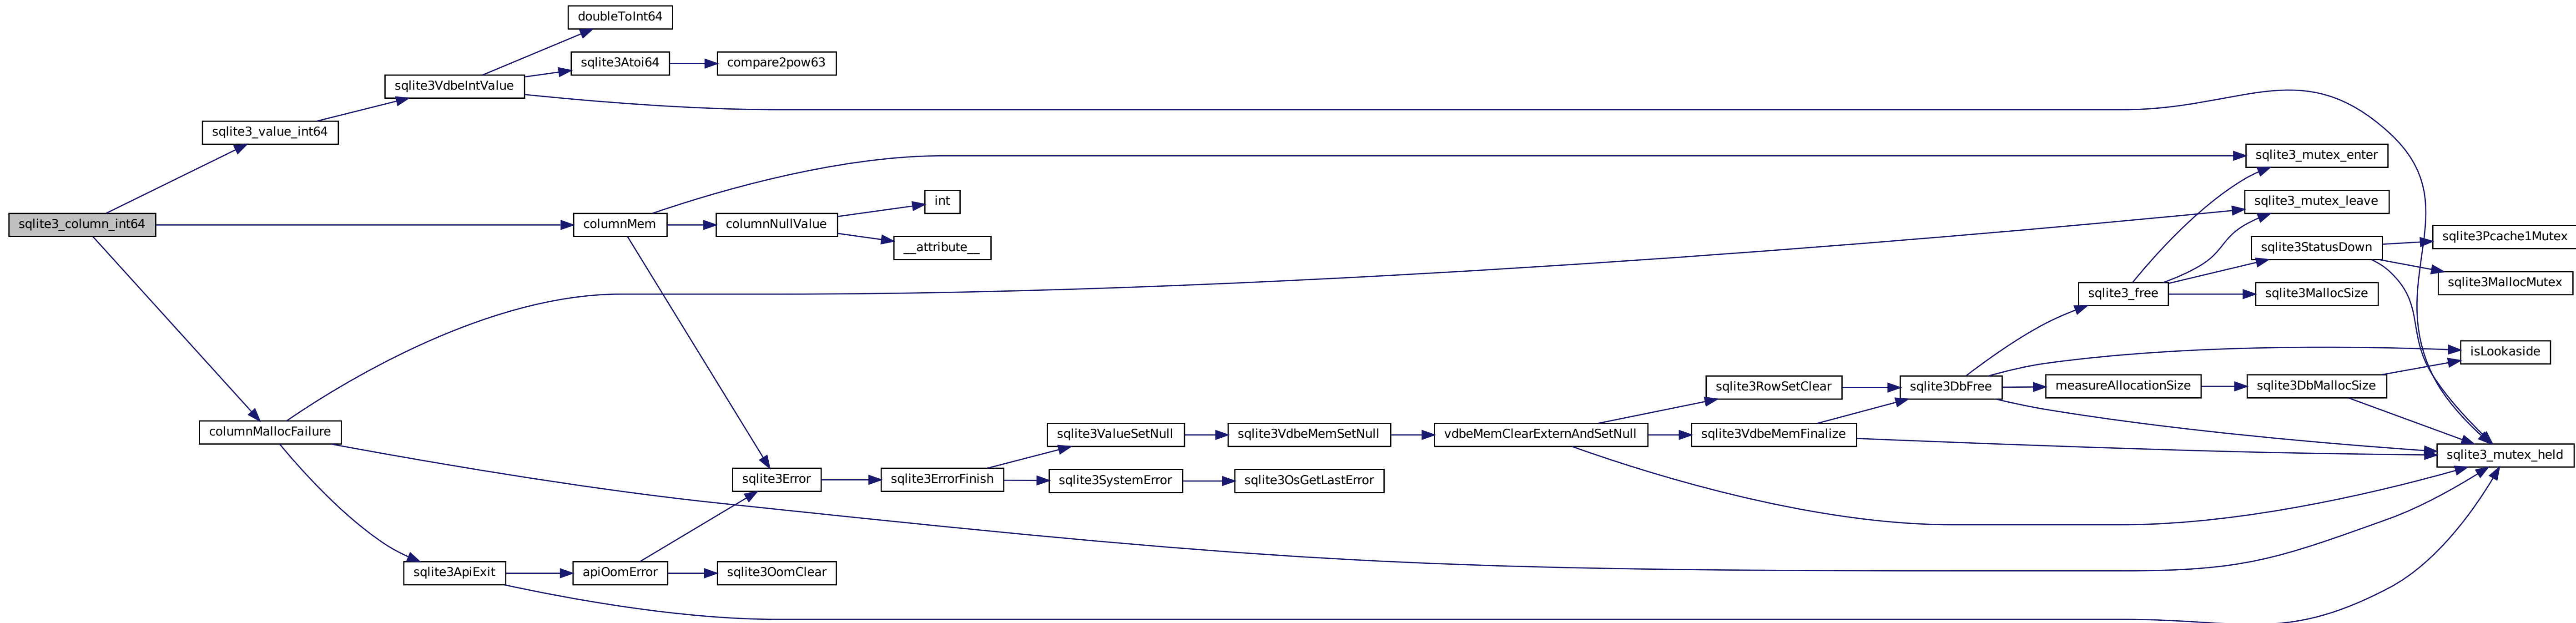 doubleToInt64
sqlite3Atoi64
compare2pow63
sqlite3VdbeIntValue
sqlite3_value_int64
sqlite3_mutex_enter
int
sqlite3_mutex_leave
sqlite3_column_int64
columnMem
columnNullValue
sqlite3Pcache1Mutex
__attribute__
sqlite3StatusDown
sqlite3MallocMutex
sqlite3_free
sqlite3MallocSize
isLookaside
sqlite3RowSetClear
sqlite3DbFree
measureAllocationSize
sqlite3DbMallocSize
columnMallocFailure
sqlite3ValueSetNull
sqlite3VdbeMemSetNull
vdbeMemClearExternAndSetNull
sqlite3VdbeMemFinalize
sqlite3_mutex_held
sqlite3Error
sqlite3ErrorFinish
sqlite3SystemError
sqlite3OsGetLastError
sqlite3ApiExit
apiOomError
sqlite3OomClear